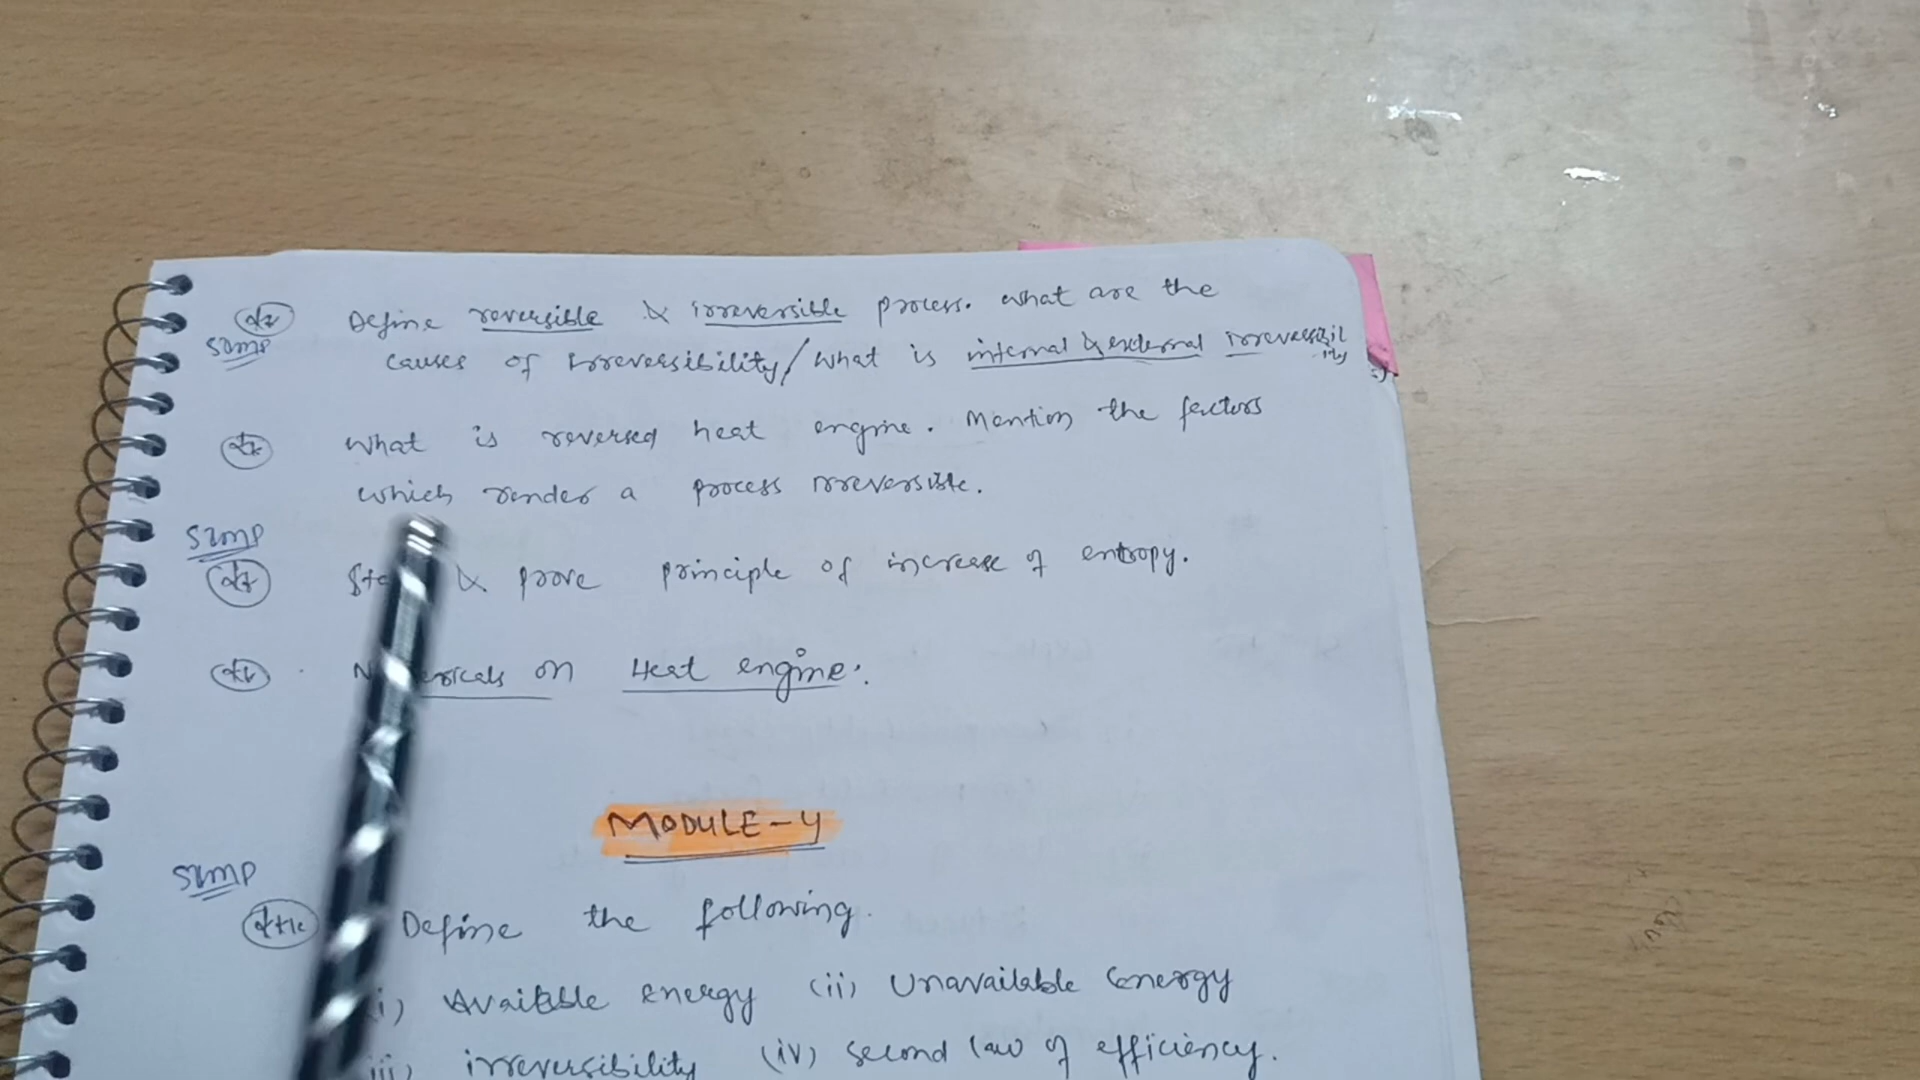 SIMP
Define reversible & irreversible process. what are the
causes of irreversibility/what is internal & external irreversibility
what is reversed heat engine. Mention the factors
which render a process irreversible.
SIMP
& prove principle of increase of entropy.
on Heat engine:
MODULE-4
SIMP
Define the following.
i) Available energy (ii) Unavailable energy
iii) irreversibility (iv) second law of efficiency.